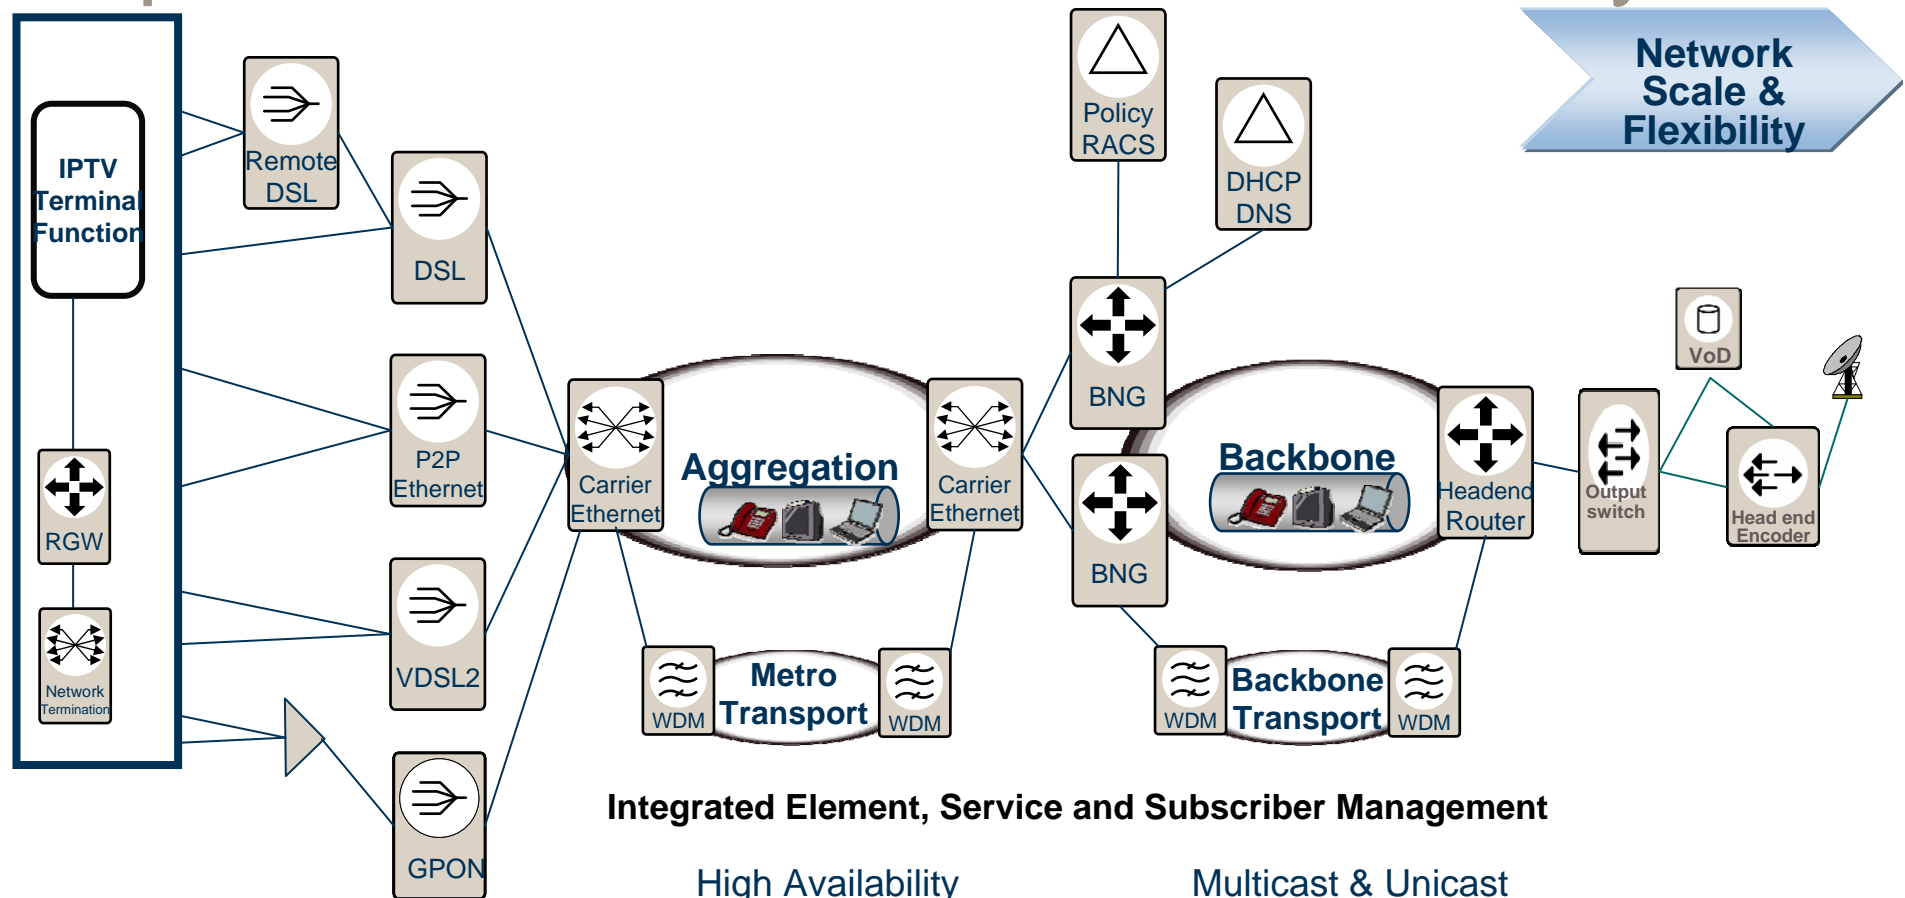 Network
Scale &
Flexibility
IPTV
Terminal
Function
RGW
Network
Termination
Remote
DSL
DSL
P2P
Ethernet
VDSL2
GPON
Carrier
Ethernet
Aggregation
Carrier
Ethernet
Metro
Transport
WDM
WDM
Policy
RACS
DHCP
DNS
BNG
BNG
Backbone
Headend
Router
Backbone
Transport
WDM
WDM
VoD
Output
switch
Head end
Encoder
Integrated Element, Service and Subscriber Management
High Availability
Multicast & Unicast